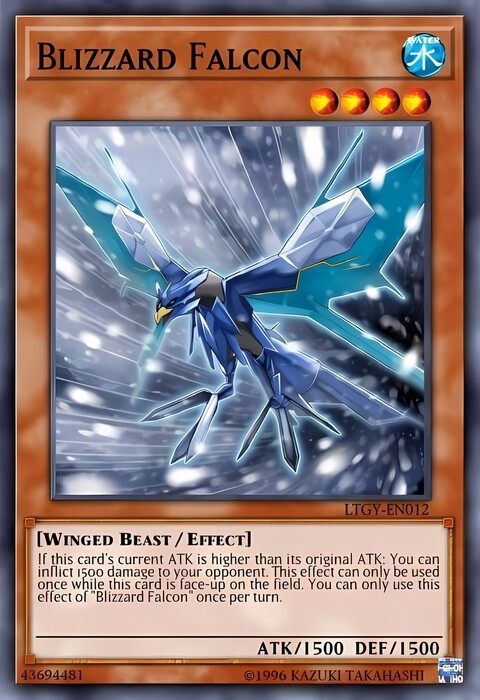 BLIZZARD FALCON
WATER
水
LTGY-EN012
[WINGED BEAST / EFFECT]
If this card's current ATK is higher than its original ATK: You can
inflict 1500 damage to your opponent. This effect can only be used
once while this card is face-up on the field. You can only use this
effect of "Blizzard Falcon" once per turn.
ATK/1500 DEF/1500
43694481
©1996 KAZUKI TAKAHASHI